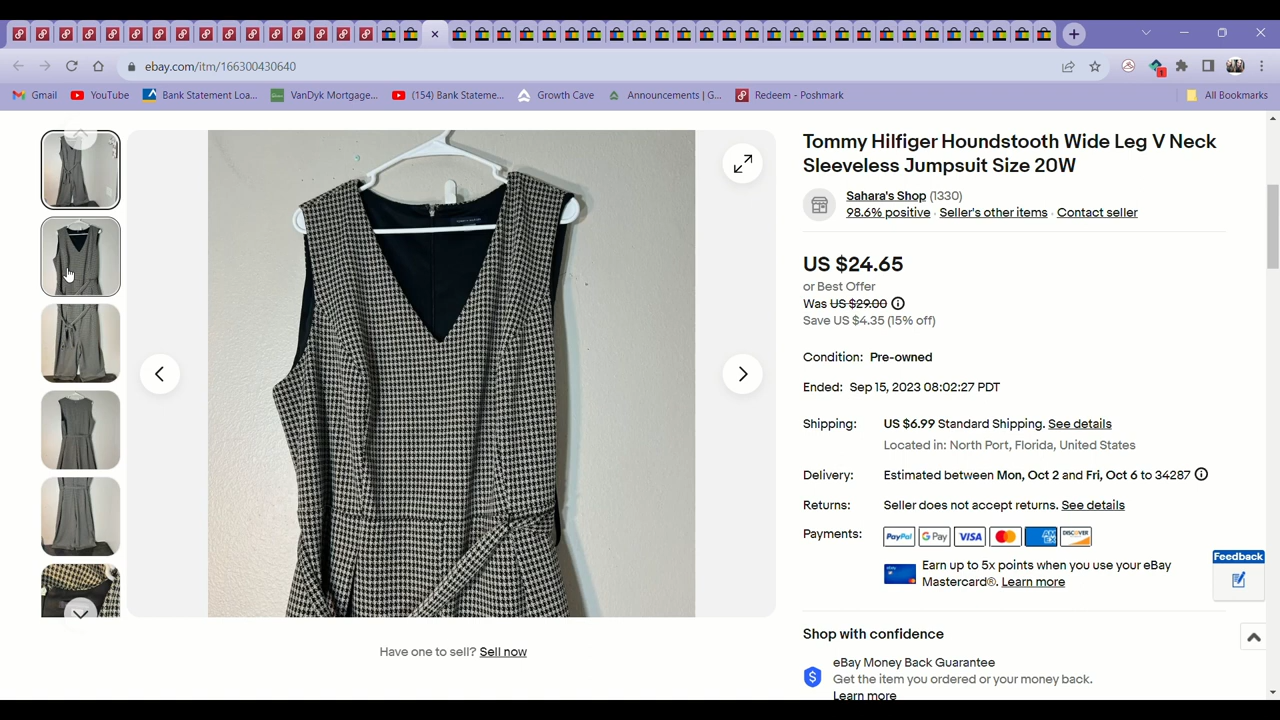 ebay.com/itm/166300430640
Gmail
YouTube
Bank Statement Loa...
VanDyk Mortgage...
(154) Bank Stateme...
Growth Cave
Announcements | G...
Redeem - Poshmark
All Bookmarks
Tommy Hilfiger Houndstooth Wide Leg V Neck
Sleeveless Jumpsuit Size 20W
Sahara's Shop (1330)
98.6% positive · Seller's other items · Contact seller
US $24.65
or Best Offer
Was US $29.00
Save US $4.35 (15% off)
Condition: Pre-owned
Ended: Sep 15, 2023 08:02:27 PDT
Shipping: US $6.99 Standard Shipping. See details
Located in: North Port, Florida, United States
Delivery: Estimated between Mon, Oct 2 and Fri, Oct 6 to 34287
Returns: Seller does not accept returns. See details
Payments: PayPal G Pay VISA AM EX DISCOVER
Earn up to 5x points when you use your eBay
Mastercard®. Learn more
Feedback
Shop with confidence
eBay Money Back Guarantee
Get the item you ordered or your money back.
Learn more
Have one to sell? Sell now